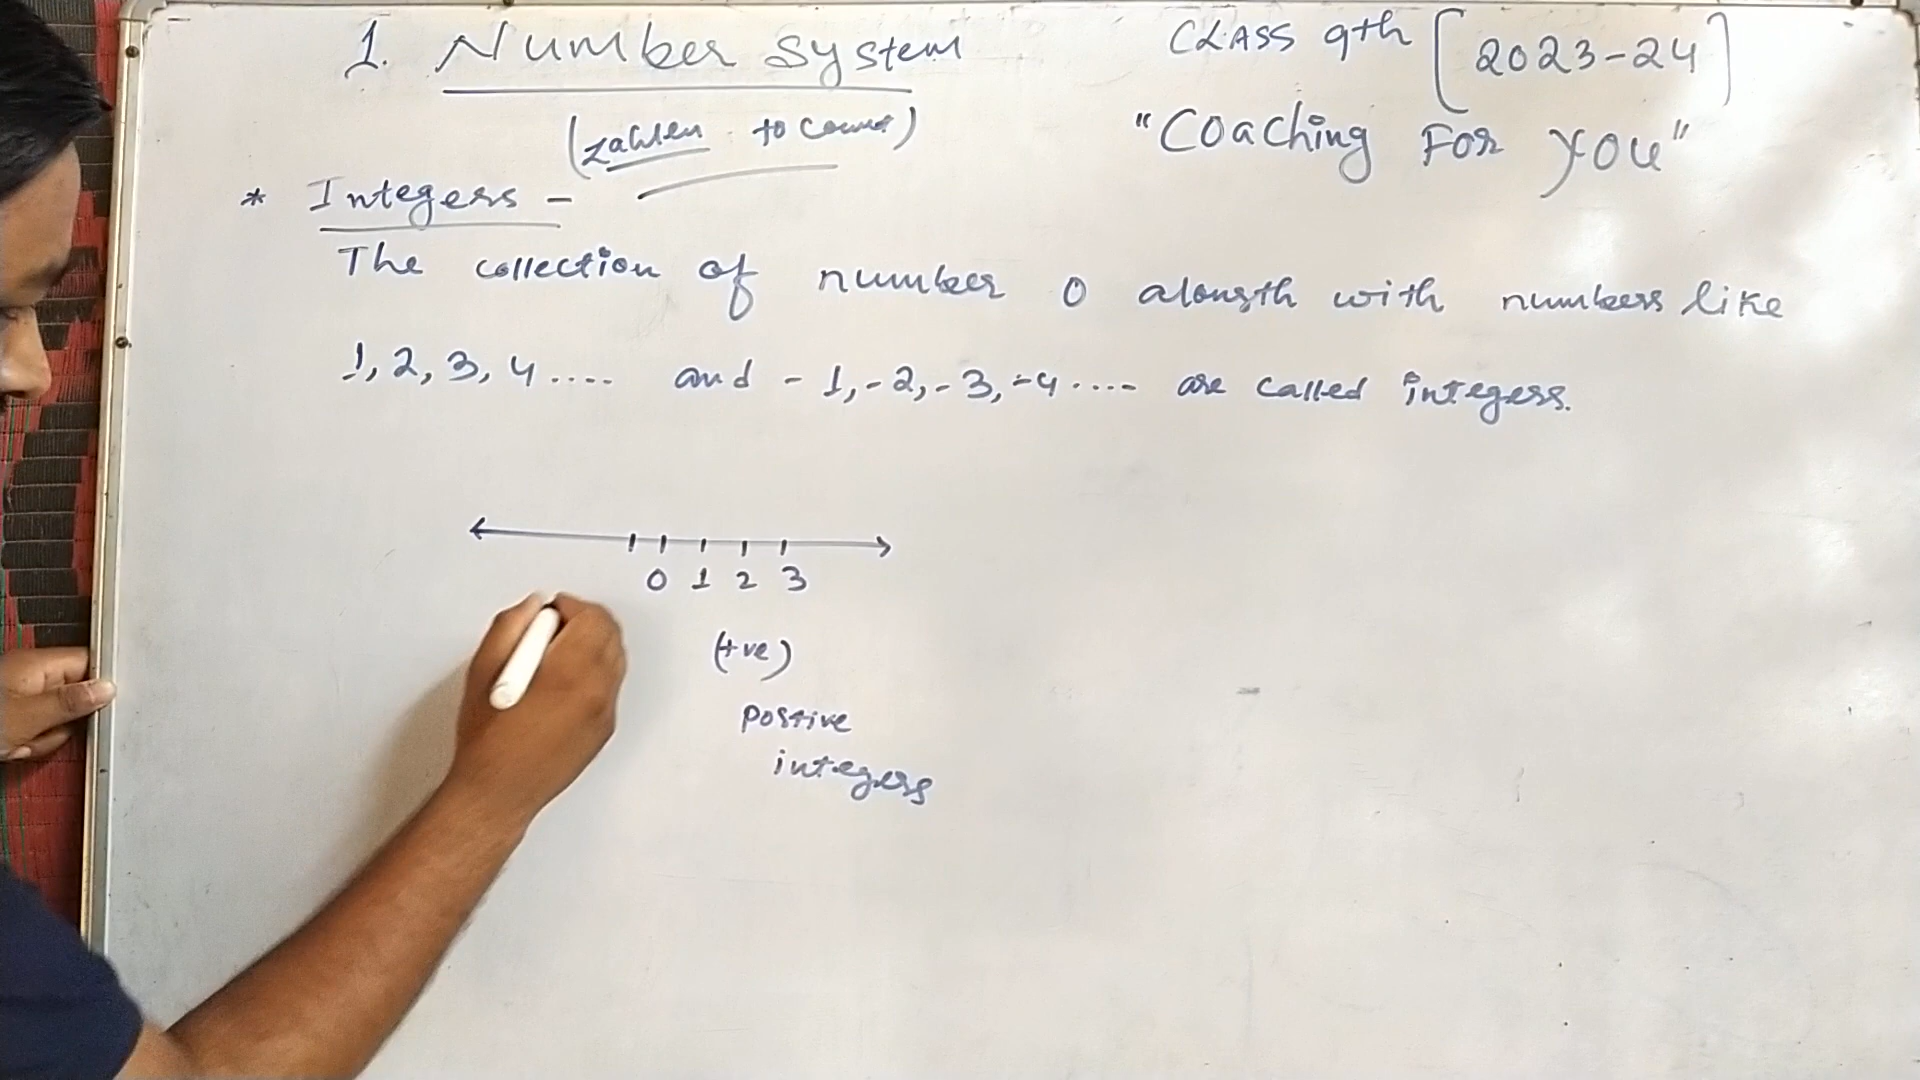 1. Number System
CLASS 9th [2023-24]
(zahlen to count)
"Coaching For YOU"
* Integers -
The collection of number 0 alongth with numbers like
1, 2, 3, 4 .... and -1, -2, -3, -4 .... are called integers.
0 1 2 3
(+ve)
postive
integers